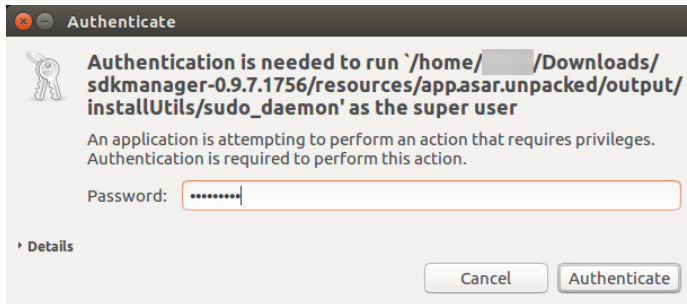 Authenticate
Authentication is needed to run `/home/ /Downloads/
sdkmanager-0.9.7.1756/resources/app.asar.unpacked/output/
installUtils/sudo_daemon' as the super user
An application is attempting to perform an action that requires privileges.
Authentication is required to perform this action.
Password: •••••••••
Details
Cancel Authenticate